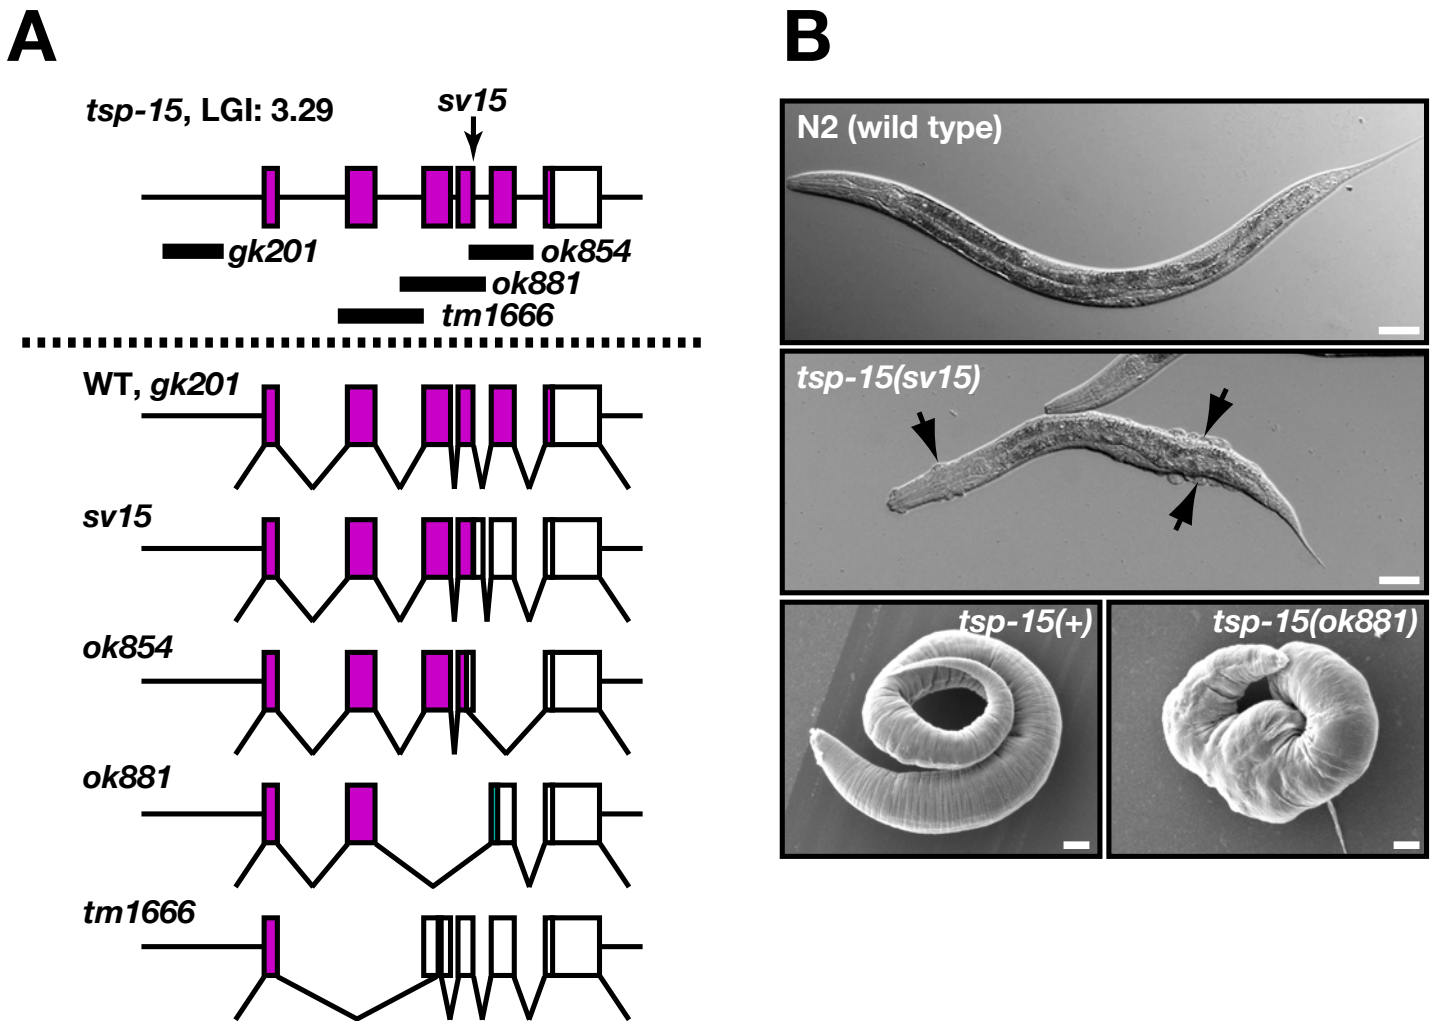 A
tsp-15, LGI: 3.29
sv15
gk201
ok854
ok881
tm1666
WT, gk201
sv15
ok854
ok881
tm1666
B
N2 (wild type)
tsp-15(sv15)
tsp-15(+)
tsp-15(ok881)